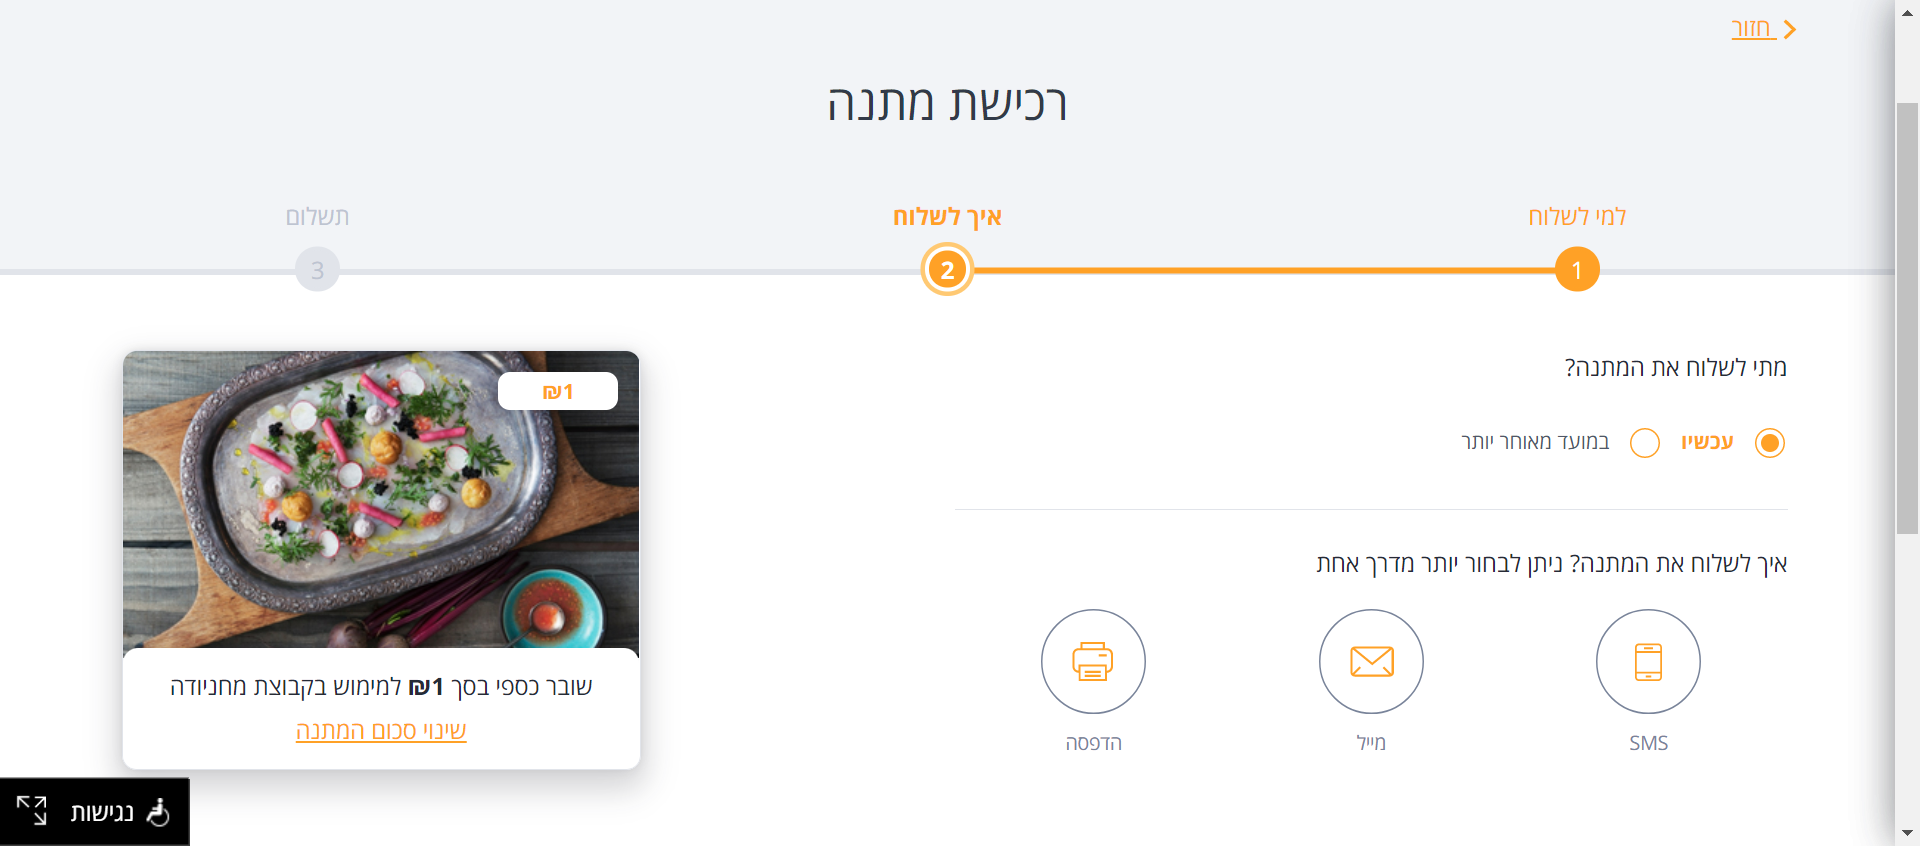 חזור
רכישת מתנה
למי לשלוח
איך לשלוח
תשלום
1
2
3
מתי לשלוח את המתנה?
עכשיו
במועד מאוחר יותר
איך לשלוח את המתנה? ניתן לבחור יותר מדרך אחת
SMS
מייל
הדפסה
₪1
שובר כספי בסך ₪1 למימוש בקבוצת מחניודה
שינוי סכום המתנה
נגישות